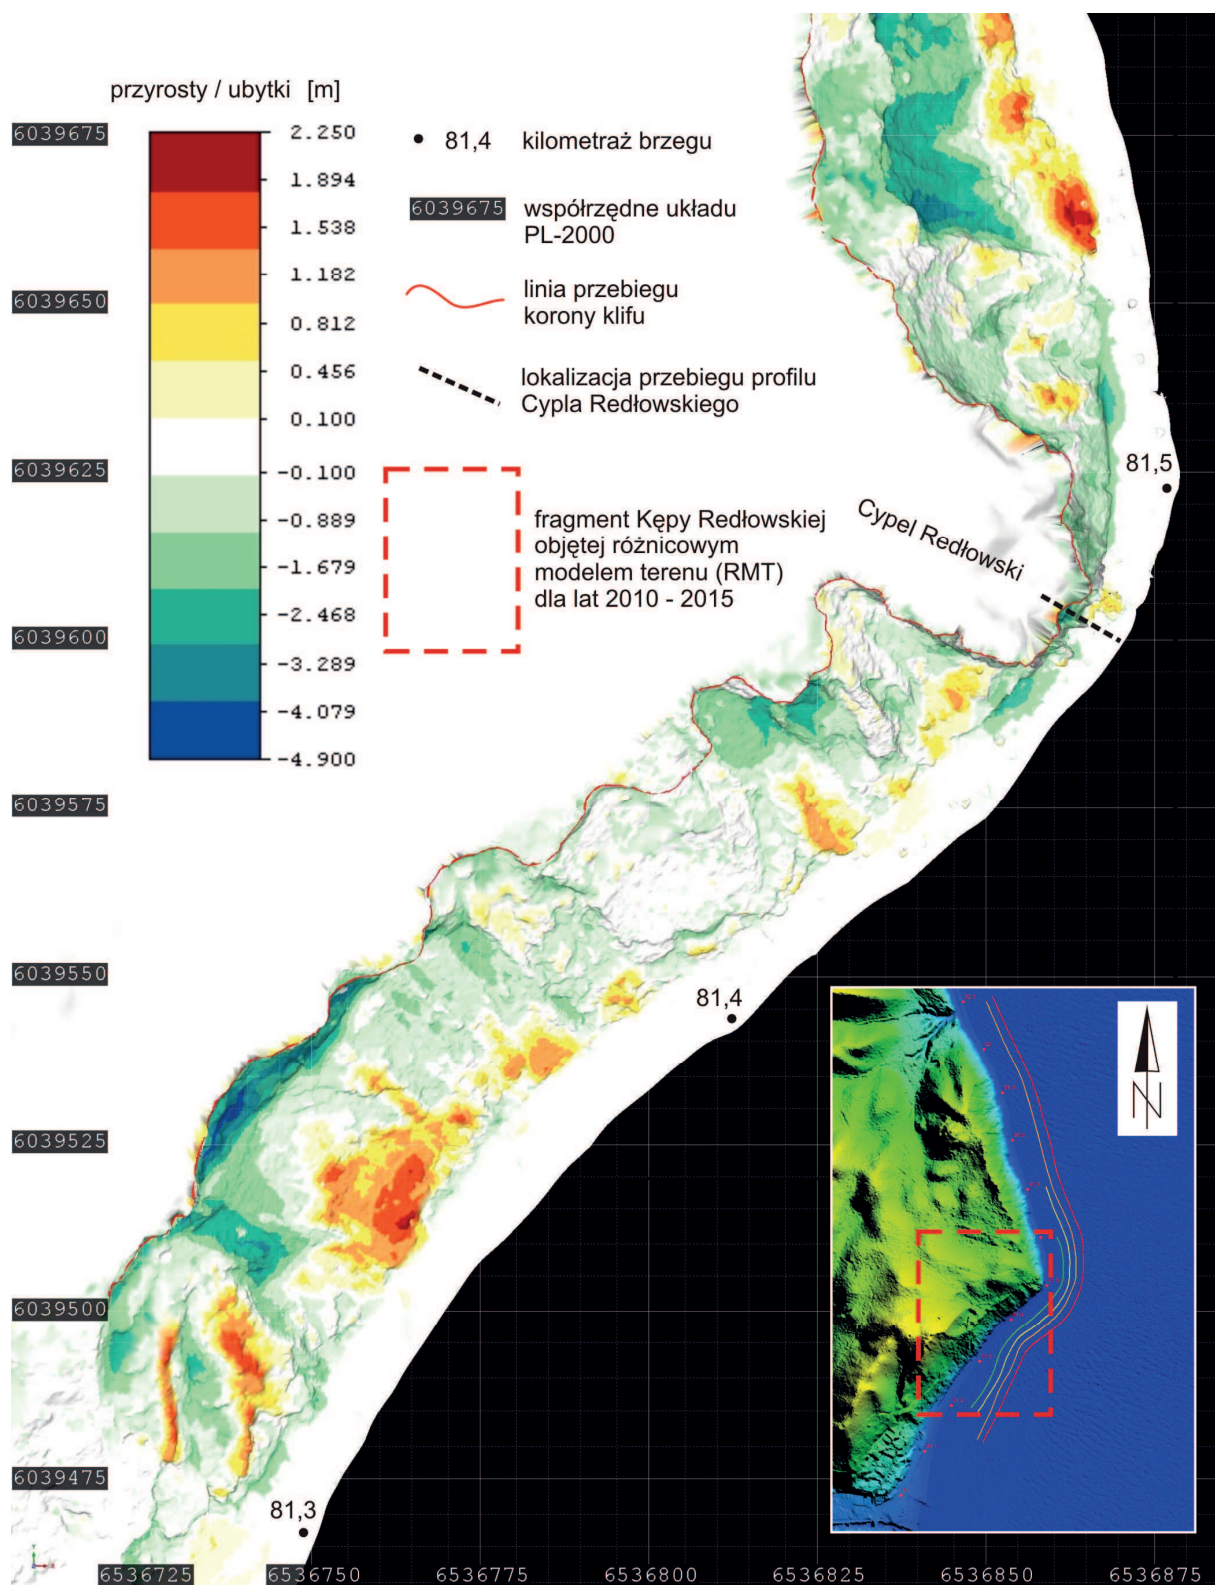 przyrosty / ubytki [m]
2.250
1.894
1.538
1.182
0.812
0.456
0.100
-0.100
-0.889
-1.679
-2.468
-3.289
-4.079
-4.900
81,4 kilometraż brzegu
6039675 współrzędne układu
PL-2000
linia przebiegu
korony klifu
lokalizacja przebiegu profilu
Cypla Redłowskiego
fragment Kępy Redłowskiej
objętej różnicowym
modelem terenu (RMT)
dla lat 2010 - 2015
6039675
6039650
6039625
6039600
6039575
6039550
6039525
6039500
6039475
81,5
Cypel Redłowski
81,4
81,3
N
6536725 6536750 6536775 6536800 6536825 6536850 6536875